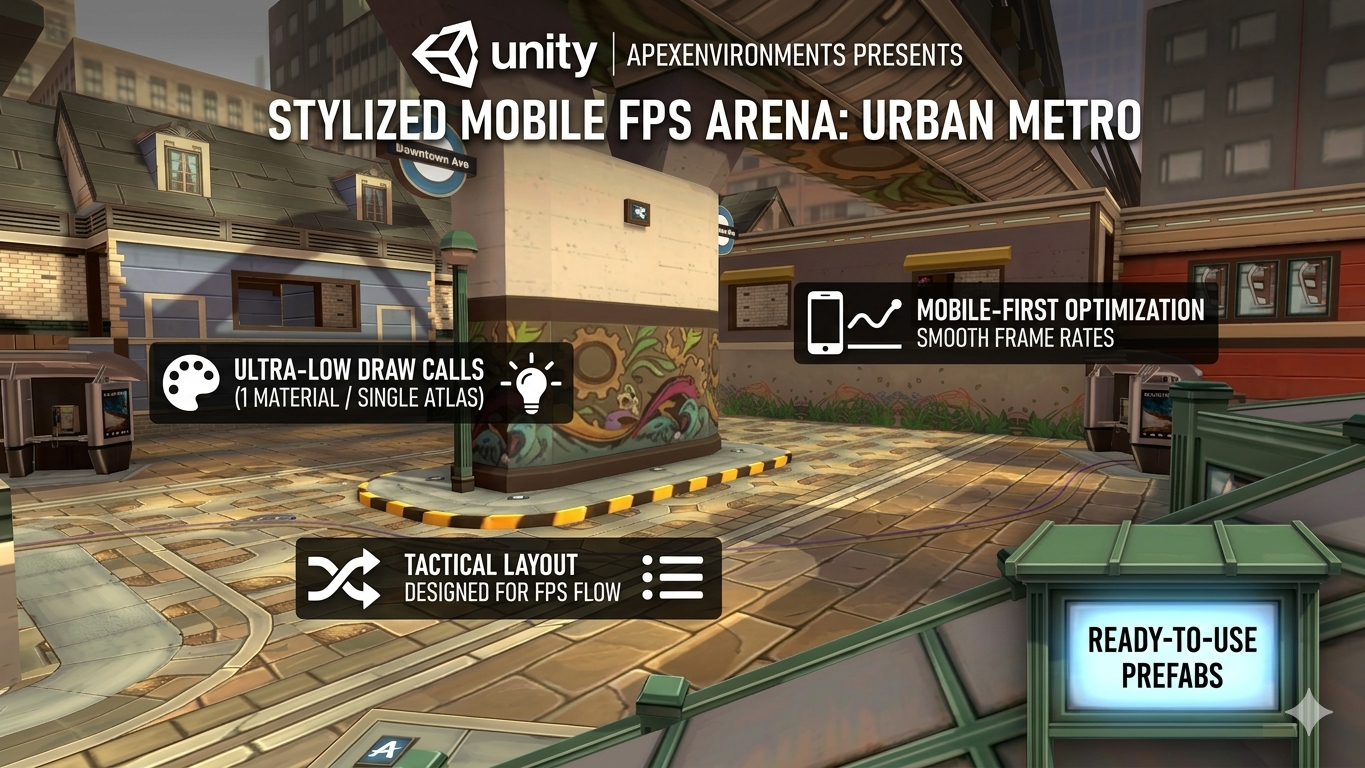 unity | APEXENVIRONMENTS PRESENTS
STYLIZED MOBILE FPS ARENA: URBAN METRO
Downtown Ave
MOBILE-FIRST OPTIMIZATION
SMOOTH FRAME RATES
ULTRA-LOW DRAW CALLS
(1 MATERIAL / SINGLE ATLAS)
TACTICAL LAYOUT
DESIGNED FOR FPS FLOW
READY-TO-USE
PREFABS
A